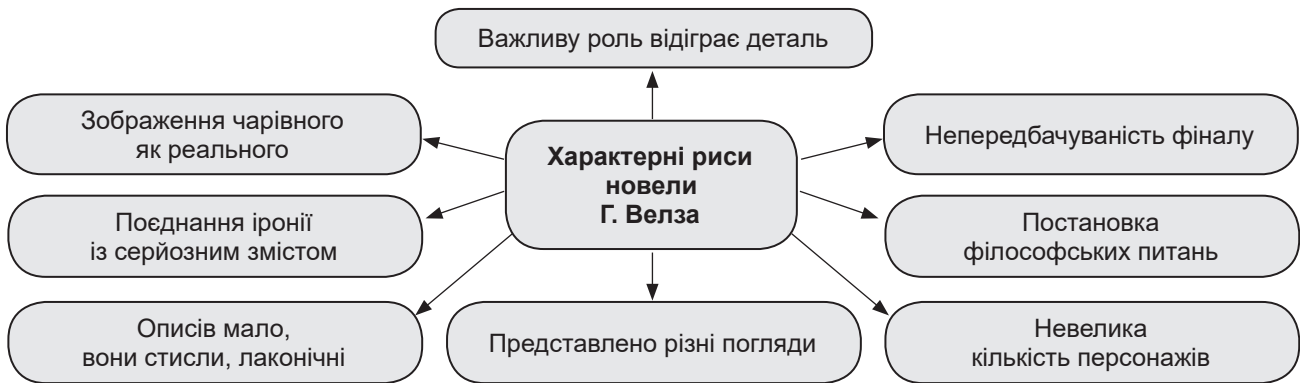 Важливу роль відіграє деталь
Зображення чарівного
як реального
Характерні риси
новели
Г. Велза
Непередбачуваність фіналу
Поєднання іронії
із серйозним змістом
Постановка
філософських питань
Описів мало,
вони стисли, лаконічні
Представлено різні погляди
Невелика
кількість персонажів